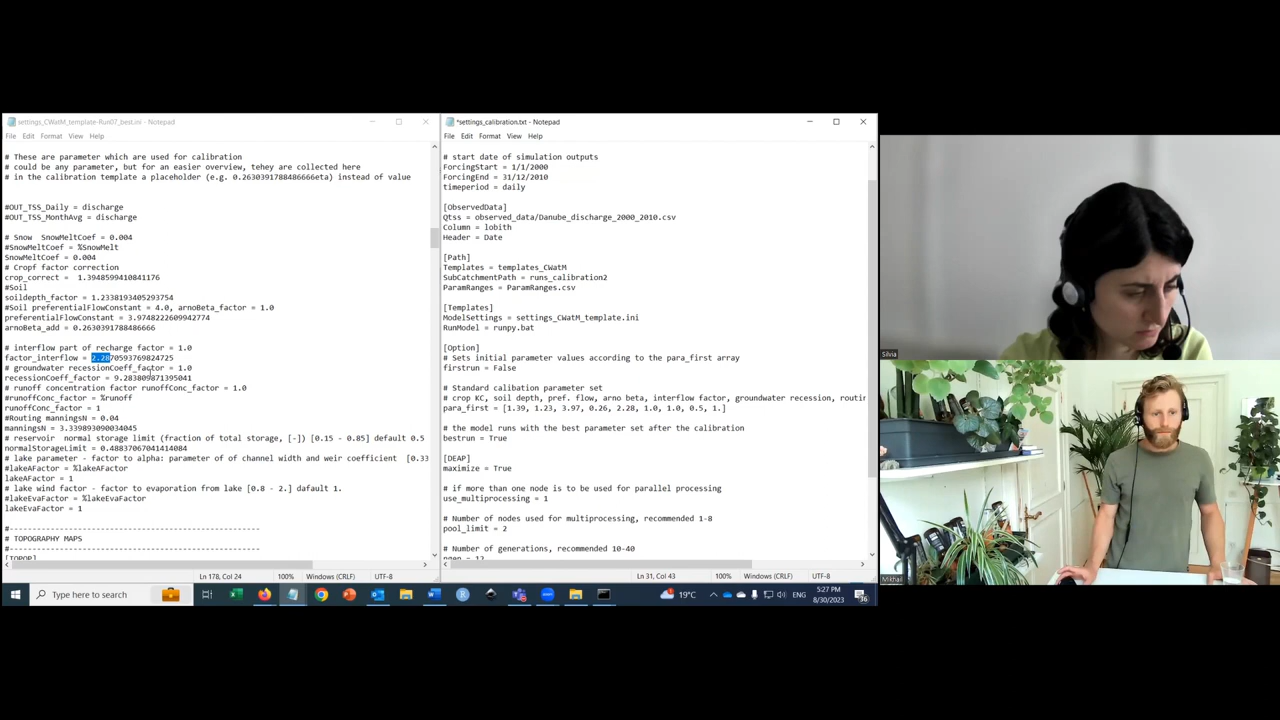 settings_CWatM_template-Run07_best.ini - Notepad
File Edit Format View Help
# These are parameter which are used for calibration
# could be any parameter, but for an easier overview, tehey are collected here
# in the calibration template a placeholder (e.g. 0.2630391788486666eta) instead of value
#OUT_TSS_Daily = discharge
#OUT_TSS_MonthAvg = discharge
# Snow SnowMeltCoef = 0.004
#SnowMeltCoef = %SnowMelt
SnowMeltCoef = 0.004
# Cropf factor correction
crop_correct = 1.3948599410841176
#Soil
soildepth_factor = 1.2338193405293754
#Soil preferentialFlowConstant = 4.0, arnoBeta_factor = 1.0
preferentialFlowConstant = 3.9748222609942774
arnoBeta_add = 0.2630391788486666
# interflow part of recharge factor = 1.0
factor_interflow = 2.2870593769824725
# groundwater recessionCoeff_factor = 1.0
recessionCoeff_factor = 9.283809871395041
# runoff concentration factor runoffConc_factor = 1.0
#runoffConc_factor = %runoff
runoffConc_factor = 1
#Routing manningsN = 0.04
manningsN = 3.339893090034045
# reservoir normal storage limit (fraction of total storage, [-]) [0.15 - 0.85] default 0.5
normalStorageLimit = 0.48837067041414084
# lake parameter - factor to alpha: parameter of of channel width and weir coefficient [0.33
#lakeAFactor = %lakeAFactor
lakeAFactor = 1
# lake wind factor - factor to evaporation from lake [0.8 - 2.] default 1.
#lakeEvaFactor = %lakeEvaFactor
lakeEvaFactor = 1
#-------------------------------------------------------
# TOPOGRAPHY MAPS
#-------------------------------------------------------
[TOPOP]
Ln 178, Col 24 100% Windows (CRLF) UTF-8
*settings_calibration.txt - Notepad
File Edit Format View Help
# start date of simulation outputs
ForcingStart = 1/1/2000
ForcingEnd = 31/12/2010
timeperiod = daily
[ObservedData]
Qtss = observed_data/Danube_discharge_2000_2010.csv
Column = lobith
Header = Date
[Path]
Templates = templates_CWatM
SubCatchmentPath = runs_calibration2
ParamRanges = ParamRanges.csv
[Templates]
ModelSettings = settings_CWatM_template.ini
RunModel = runpy.bat
[Option]
# Sets initial parameter values according to the para_first array
firstrun = False
# Standard calibation parameter set
# crop KC, soil depth, pref. flow, arno beta, interflow factor, groundwater recession, routin
para_first = [1.39, 1.23, 3.97, 0.26, 2.28, 1.0, 1.0, 0.5, 1.]
# the model runs with the best parameter set after the calibration
bestrun = True
[DEAP]
maximize = True
# if more than one node is to be used for parallel processing
use_multiprocessing = 1
# Number of nodes used for multiprocessing, recommended 1-8
pool_limit = 2
# Number of generations, recommended 10-40
ngen = 12
Ln 31, Col 43 100% Windows (CRLF) UTF-8
Silvia
Mikhail
Type here to search
19°C
ENG
5:27 PM
8/30/2023
36